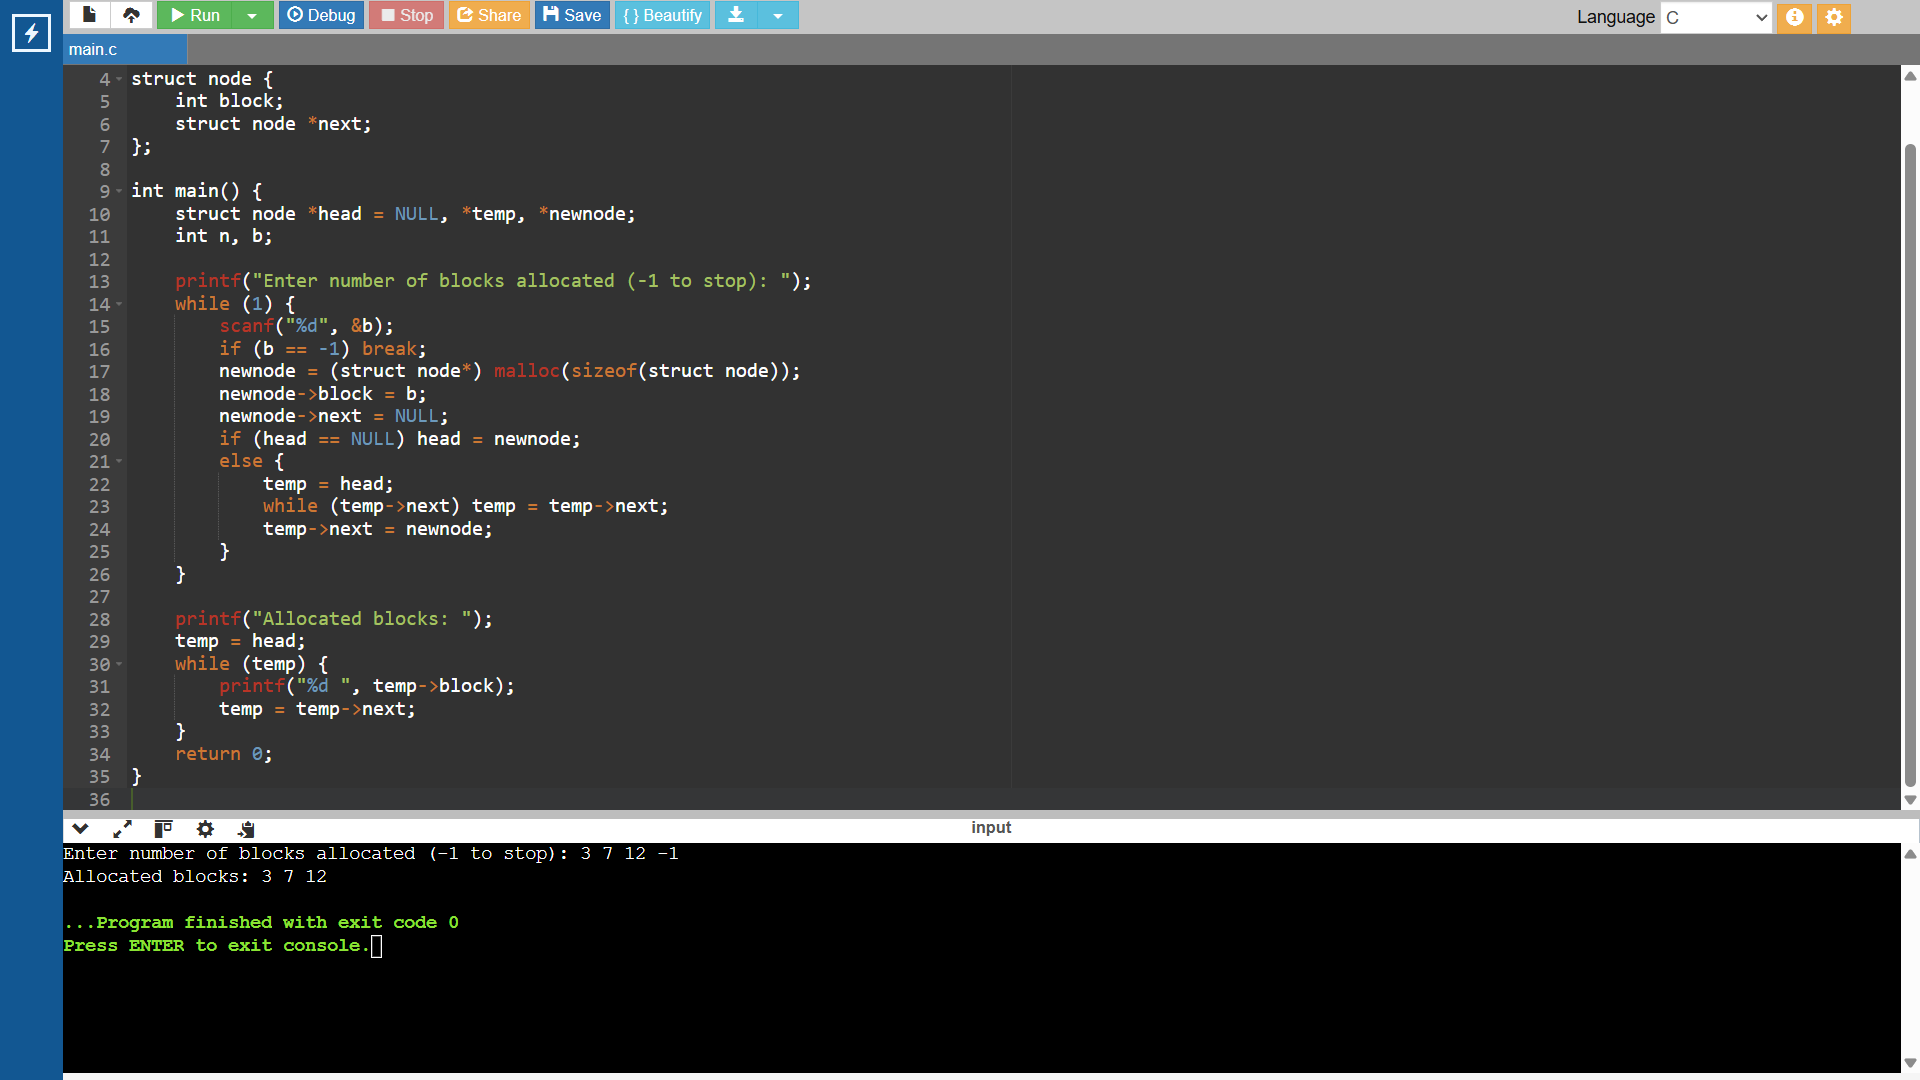 Run Debug Stop Share Save { } Beautify Language C
main.c
4 struct node {
5     int block;
6     struct node *next;
7 };
8
9 int main() {
10     struct node *head = NULL, *temp, *newnode;
11     int n, b;
12
13     printf("Enter number of blocks allocated (-1 to stop): ");
14     while (1) {
15         scanf("%d", &b);
16         if (b == -1) break;
17         newnode = (struct node*) malloc(sizeof(struct node));
18         newnode->block = b;
19         newnode->next = NULL;
20         if (head == NULL) head = newnode;
21         else {
22             temp = head;
23             while (temp->next) temp = temp->next;
24             temp->next = newnode;
25         }
26     }
27
28     printf("Allocated blocks: ");
29     temp = head;
30     while (temp) {
31         printf("%d ", temp->block);
32         temp = temp->next;
33     }
34     return 0;
35 }
36
input
Enter number of blocks allocated (-1 to stop): 3 7 12 -1
Allocated blocks: 3 7 12
...Program finished with exit code 0
Press ENTER to exit console.